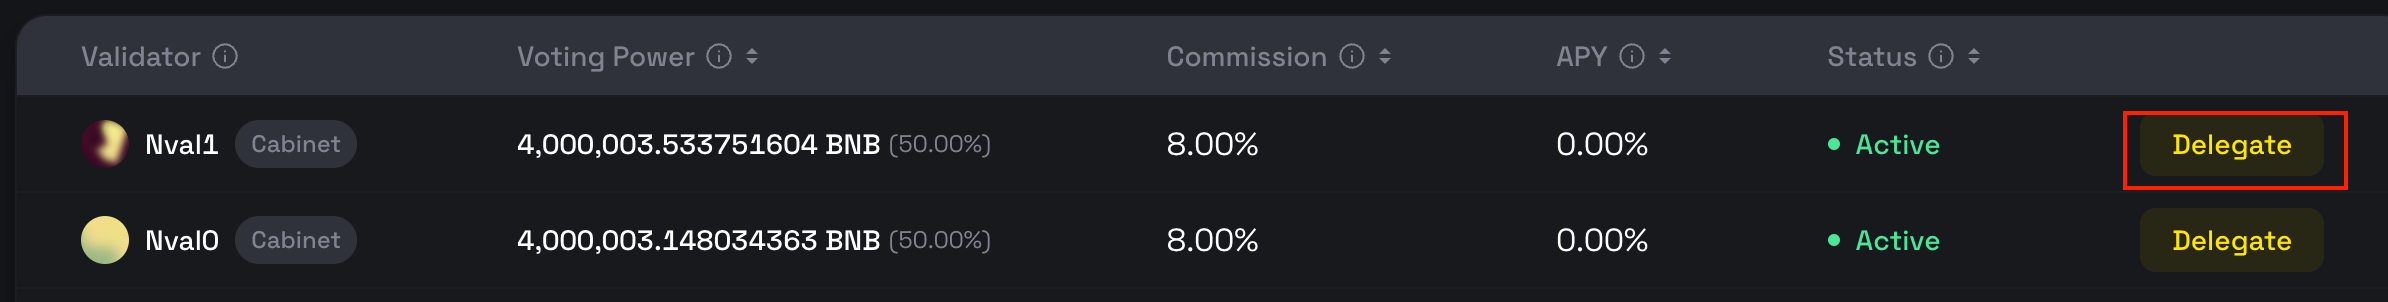 Validator Voting Power Commission APY Status
Nval1 Cabinet 4,000,003.533751604 BNB (50.00%) 8.00% 0.00% Active Delegate
Nval0 Cabinet 4,000,003.148034363 BNB (50.00%) 8.00% 0.00% Active Delegate